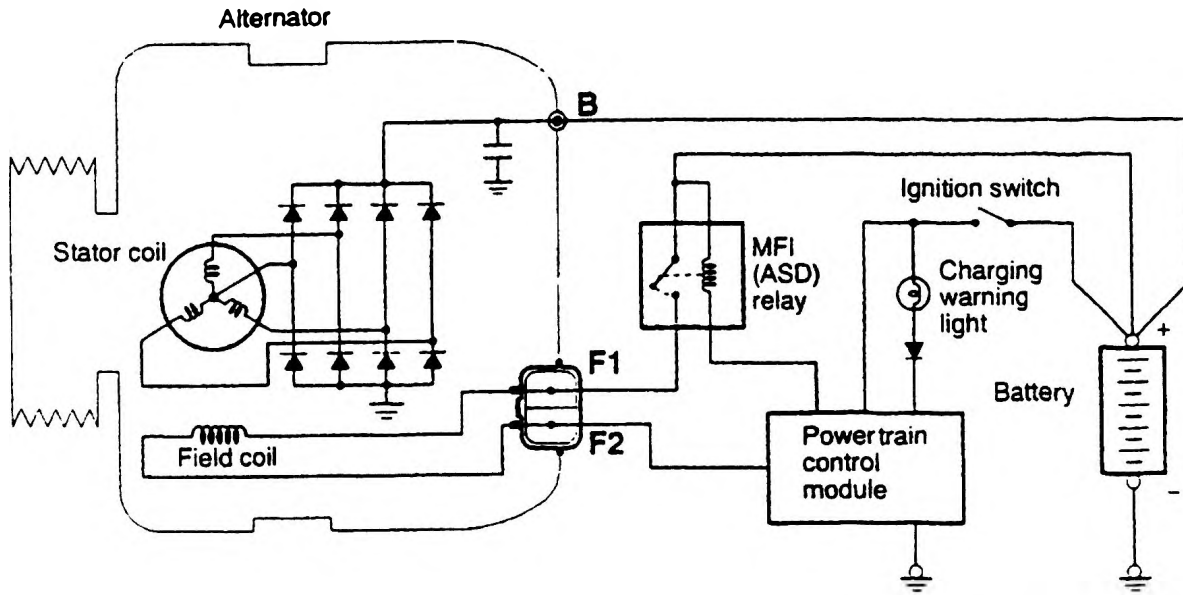 Alternator
B
Ignition switch
Stator coil
MFI
(ASD)
relay
Charging
warning
light
+
F1
Battery
F2
Field coil
Powertrain
control
module
-